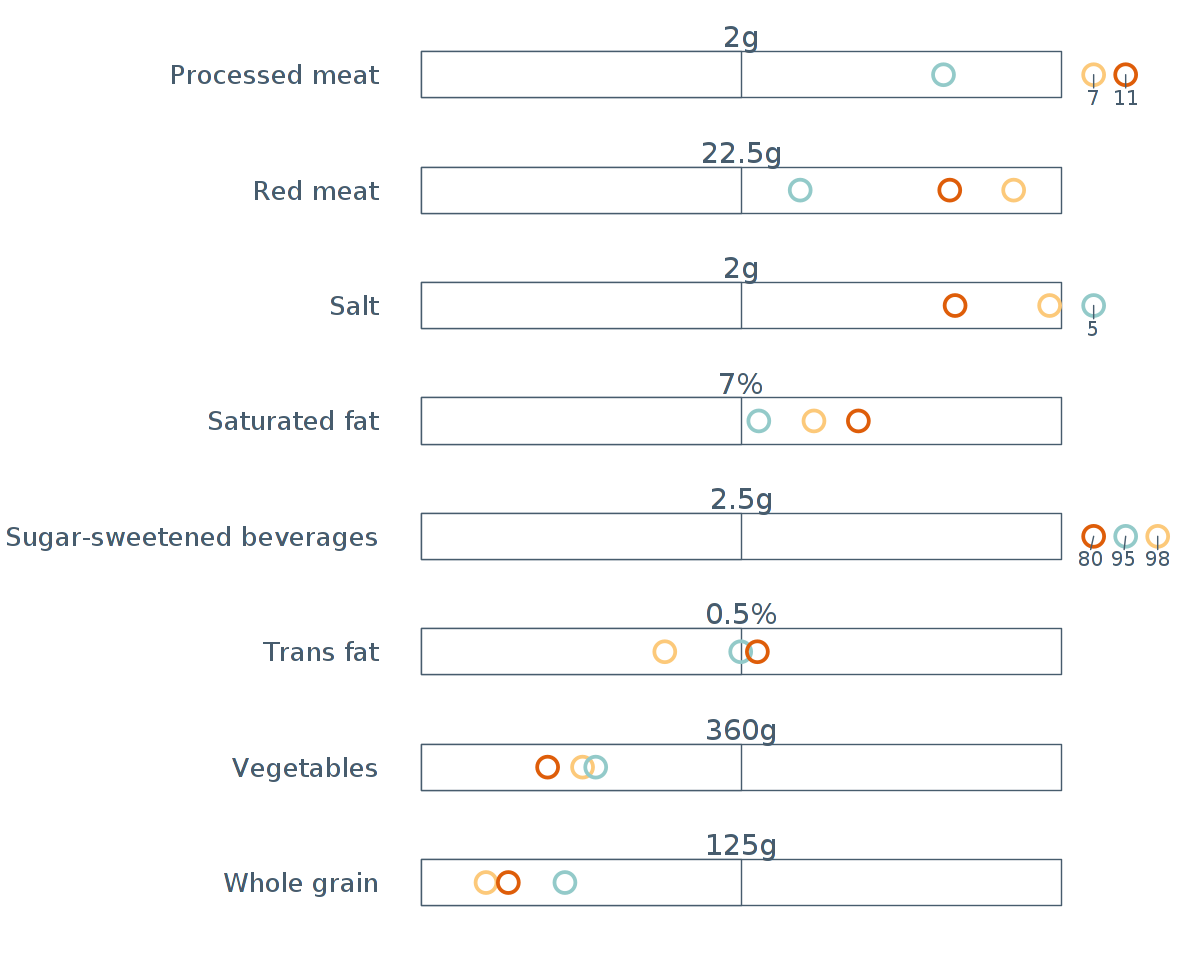 2g
Processed meat
7 11
22.5g
Red meat
2g
Salt
5
7%
Saturated fat
2.5g
Sugar-sweetened beverages
80 95 98
0.5%
Trans fat
360g
Vegetables
125g
Whole grain